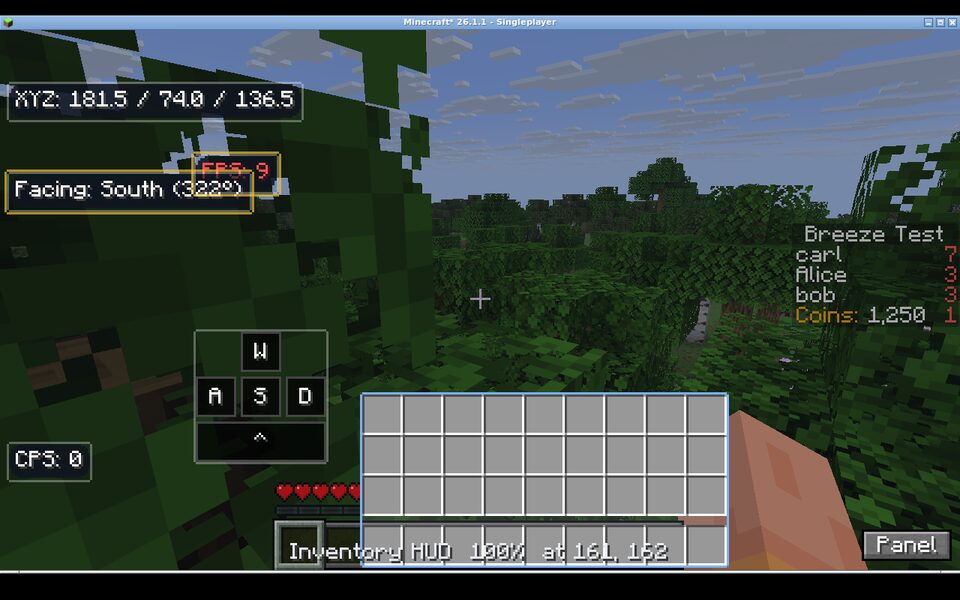 Minecraft* 26.1.1 - Singleplayer
XYZ: 181.5 / 74.0 / 136.5
FPS: 9
Facing: South (322°)
Breeze Test
carl 7
Alice 3
bob 3
Coins: 1,250 1
W
A S D
^
CPS: 0
Inventory HUD 100% at 161, 162
Panel